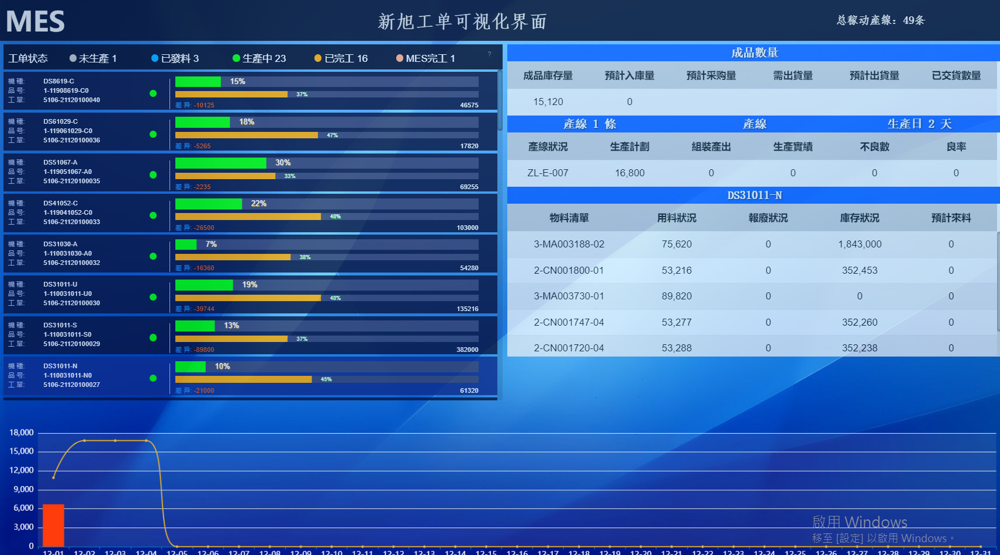 MES
新旭工单可视化界面
总稼动產線：49条
工单状态 未生產 1 已發料 3 生產中 23 已完工 16 MES完工 1 ?
機 種: DS8619-C
品 号: 1-11908619-C0
工 單: 5106-21120100040
15%
37%
差 异: -10125 46575
機 種: DS61029-C
品 号: 1-119061029-C0
工 單: 5106-21120100036
18%
47%
差 异: -5265 17820
機 種: DS51067-A
品 号: 1-119051067-A0
工 單: 5106-21120100035
30%
33%
差 异: -2235 69255
機 種: DS41052-C
品 号: 1-119041052-C0
工 單: 5106-21120100033
22%
48%
差 异: -26500 103000
機 種: DS31030-A
品 号: 1-110031030-A0
工 單: 5106-21120100032
7%
38%
差 异: -16360 54280
機 種: DS31011-U
品 号: 1-110031011-U0
工 單: 5106-21120100030
19%
48%
差 异: -39744 135216
機 種: DS31011-S
品 号: 1-110031011-S0
工 單: 5106-21120100029
13%
37%
差 异: -89800 382000
機 種: DS31011-N
品 号: 1-110031011-N0
工 單: 5106-21120100027
10%
45%
差 异: -21000 61320
成品數量
成品庫存量 預計入庫量 預計采购量 需出貨量 預計出貨量 已交貨數量
15,120 0
產線 1 條 產線 生產日 2 天
產線狀況 生產計劃 組裝產出 生產實績 不良數 良率
ZL-E-007 16,800 0 0 0 0
DS31011-N
物料清單 用料狀況 報廢狀況 庫存狀況 預計來料
3-MA003188-02 75,620 0 1,843,000 0
2-CN001800-01 53,216 0 352,453 0
3-MA003730-01 89,820 0 0 0
2-CN001747-04 53,277 0 352,260 0
2-CN001720-04 53,288 0 352,238 0
18,000
15,000
12,000
9,000
6,000
3,000
0
12-01 12-02 12-03 12-04 12-05 12-06 12-07 12-08 12-09 12-10 12-11 12-12 12-13 12-14 12-15 12-16 12-17 12-18 12-19 12-20 12-21 12-22 12-23 12-24 12-25 12-26 12-27 12-28 12-29 12-30 12-31
啟用 Windows
移至 [設定] 以啟用 Windows。